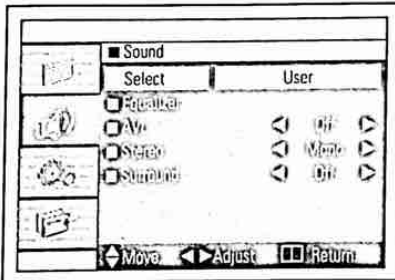 Sound
Select User
Equalizer
AVL Off
Stereo Mono
Surround Off
Move Adjust Return